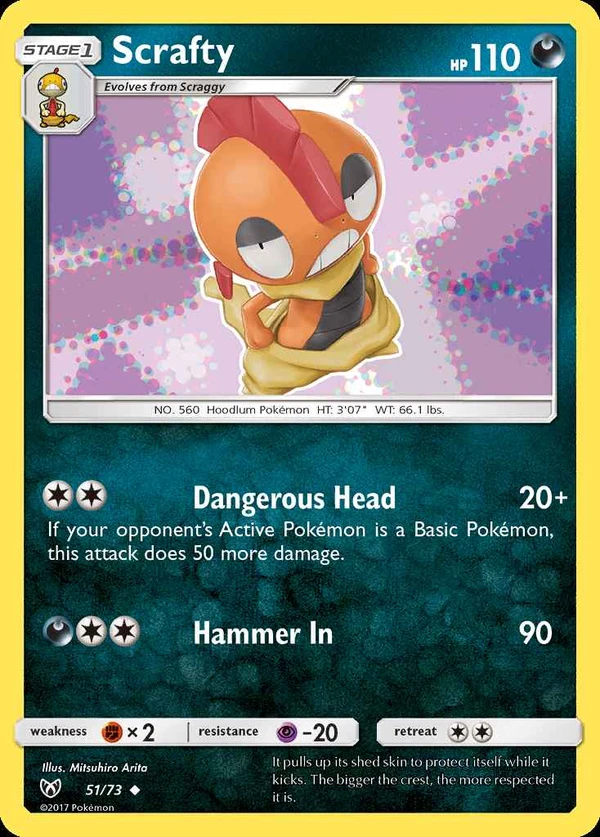 STAGE1
Scrafty
HP 110
Evolves from Scraggy
NO. 560 Hoodlum Pokémon HT: 3'07" WT: 66.1 lbs.
Dangerous Head 20+
If your opponent's Active Pokémon is a Basic Pokémon,
this attack does 50 more damage.
Hammer In 90
weakness ×2 resistance -20 retreat
Illus. Mitsuhiro Arita
51/73
©2017 Pokémon
It pulls up its shed skin to protect itself while it
kicks. The bigger the crest, the more respected
it is.